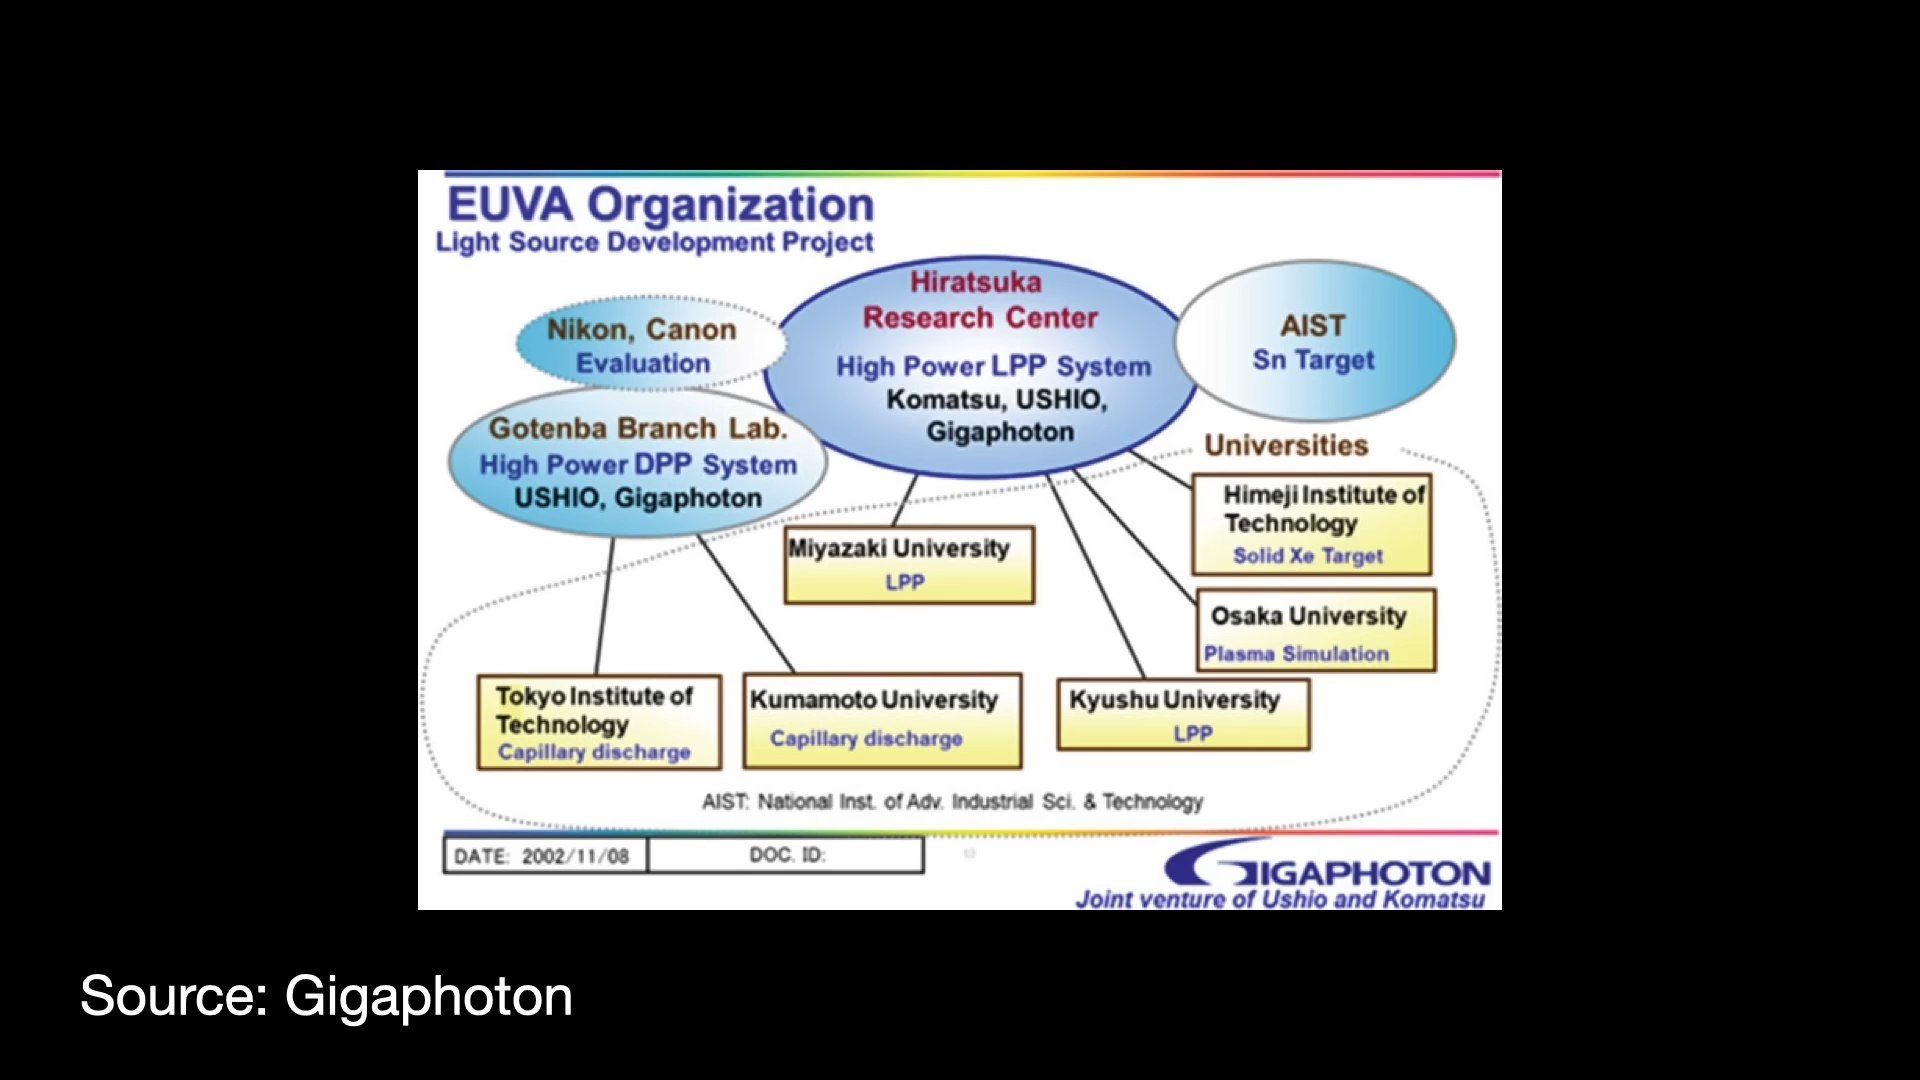 EUVA Organization
Light Source Development Project
Hiratsuka
Research Center
High Power LPP System
Komatsu, USHIO,
Gigaphoton
Nikon, Canon
Evaluation
AIST
Sn Target
Gotenba Branch Lab.
High Power DPP System
USHIO, Gigaphoton
Universities
Himeji Institute of
Technology
Solid Xe Target
Miyazaki University
LPP
Osaka University
Plasma Simulation
Tokyo Institute of
Technology
Capillary discharge
Kumamoto University
Capillary discharge
Kyushu University
LPP
AIST: National Inst. of Adv. Industrial Sci. & Technology
DATE: 2002/11/08
DOC. ID:
GIGAPHOTON
Joint venture of Ushio and Komatsu
Source: Gigaphoton